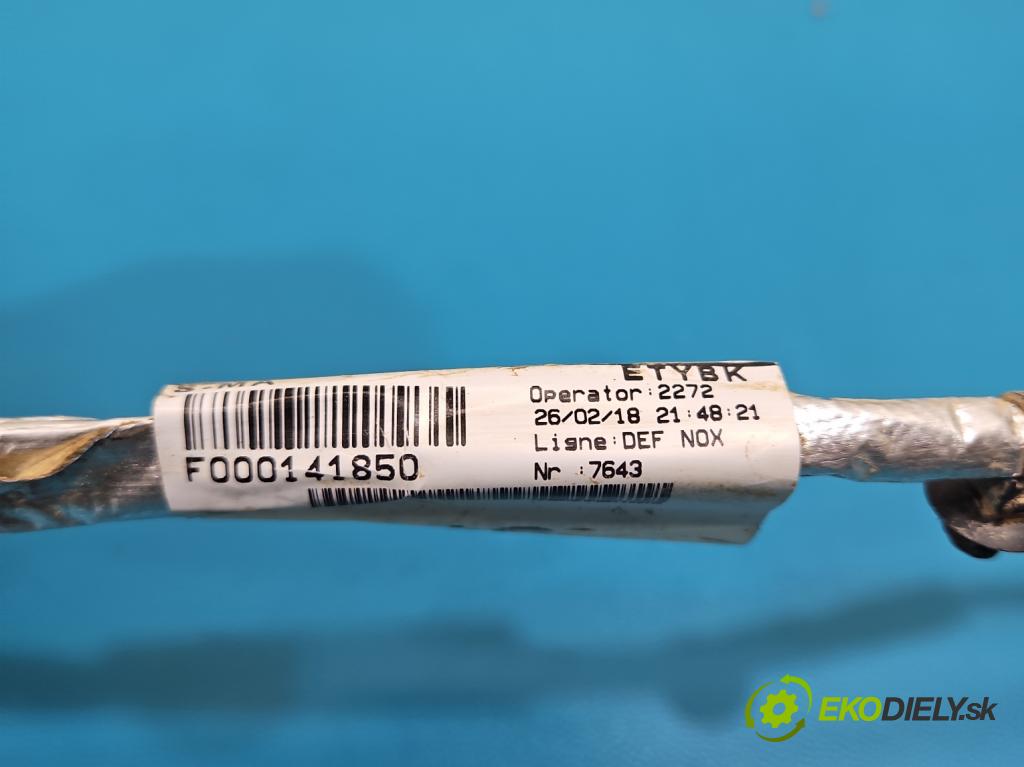 ETYBK
Operator:2272
26/02/18 21:48:21
Ligne:DEF NOX
Nr :7643
F000141850
EKODIELY.sk